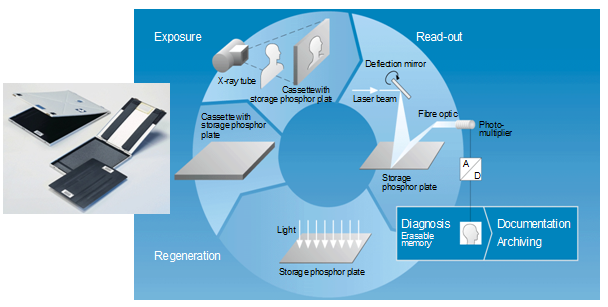 Exposure
Read-out
X-ray tube
Cassette with
storage phosphor plate
Deflection mirror
Laser beam
Fibre optic
Photo-
multiplier
Cassette with
storage phosphor
plate
Storage
phosphor plate
A
D
Diagnosis
Erasable
memory
Documentation
Archiving
Light
Storage phosphor plate
Regeneration